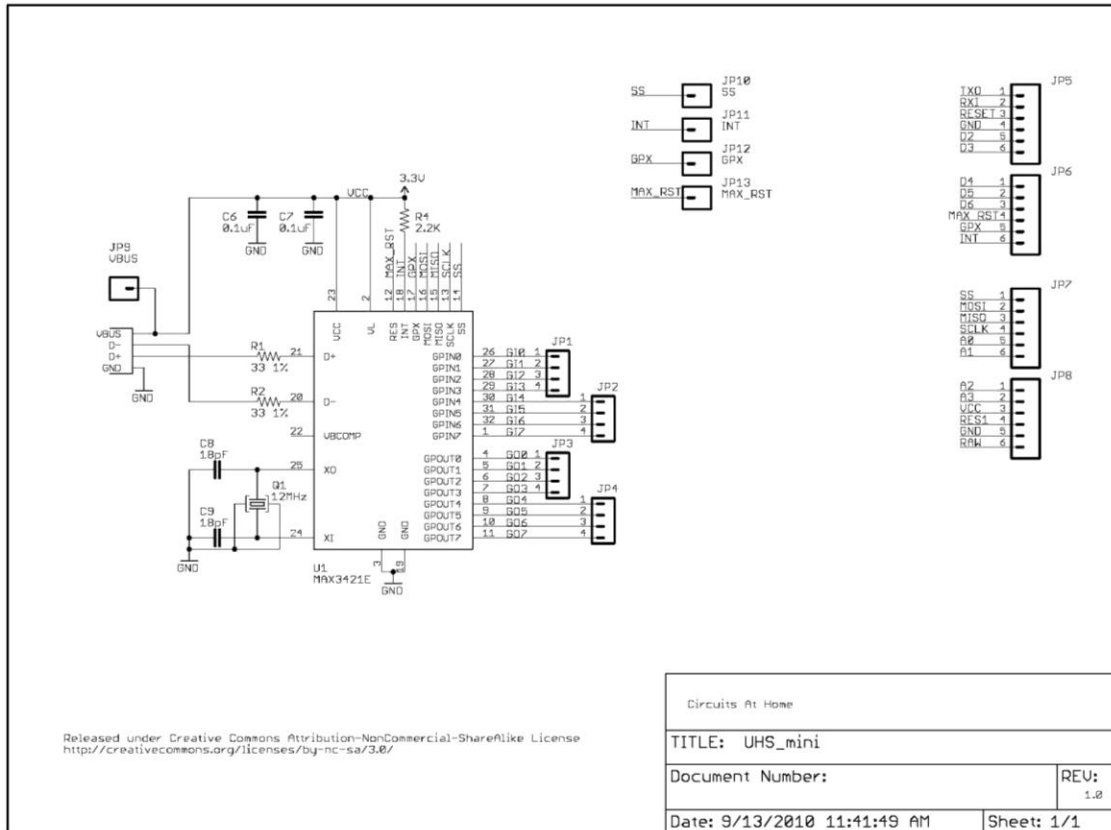 JP10
SS
SS
JP11
INT
INT
JP12
GPX
GPX
JP13
MAX_RST
MAX_RST
JP5
TXO 1
RXI 2
RESET 3
GND 4
D2 5
D3 6
JP6
D4 1
D5 2
D6 3
MAX_RST 4
GPX 5
INT 6
JP7
SS 1
MOSI 2
MISO 3
SCLK 4
A0 5
A1 6
JP8
A2 1
A3 2
VCC 3
RES1 4
GND 5
RAW 6
3.3V
VCC
C6
0.1uF
GND
C7
0.1uF
GND
R4
2.2K
JP9
VBUS
VBUS
D-
D+
GND
GND
R1
33 1%
R2
33 1%
23 VCC
2 VL
12 MAX_RST RES
18 INT INT
17 GPX GPX
16 MOSI MOSI
15 MISO MISO
13 SCLK SCLK
14 SS SS
21 D+
20 D-
22 VBCOMP
25 XO
24 XI
GPIN0 26 GI0 1 JP1
GPIN1 27 GI1 2
GPIN2 28 GI2 3
GPIN3 29 GI3 4
GPIN4 30 GI4 1 JP2
GPIN5 31 GI5 2
GPIN6 32 GI6 3
GPIN7 1 GI7 4
GPOUT0 4 GO0 1 JP3
GPOUT1 5 GO1 2
GPOUT2 6 GO2 3
GPOUT3 7 GO3 4
GPOUT4 8 GO4 1 JP4
GPOUT5 9 GO5 2
GPOUT6 10 GO6 3
GPOUT7 11 GO7 4
C8
18pF
Q1
12MHz
C9
18pF
GND
GND GND
3 19
GND
U1
MAX3421E
Released under Creative Commons Attribution-NonCommercial-ShareAlike License
http://creativecommons.org/licenses/by-nc-sa/3.0/
Circuits At Home
TITLE: UHS_mini
Document Number:
REV:
1.0
Date: 9/13/2010 11:41:49 AM
Sheet: 1/1